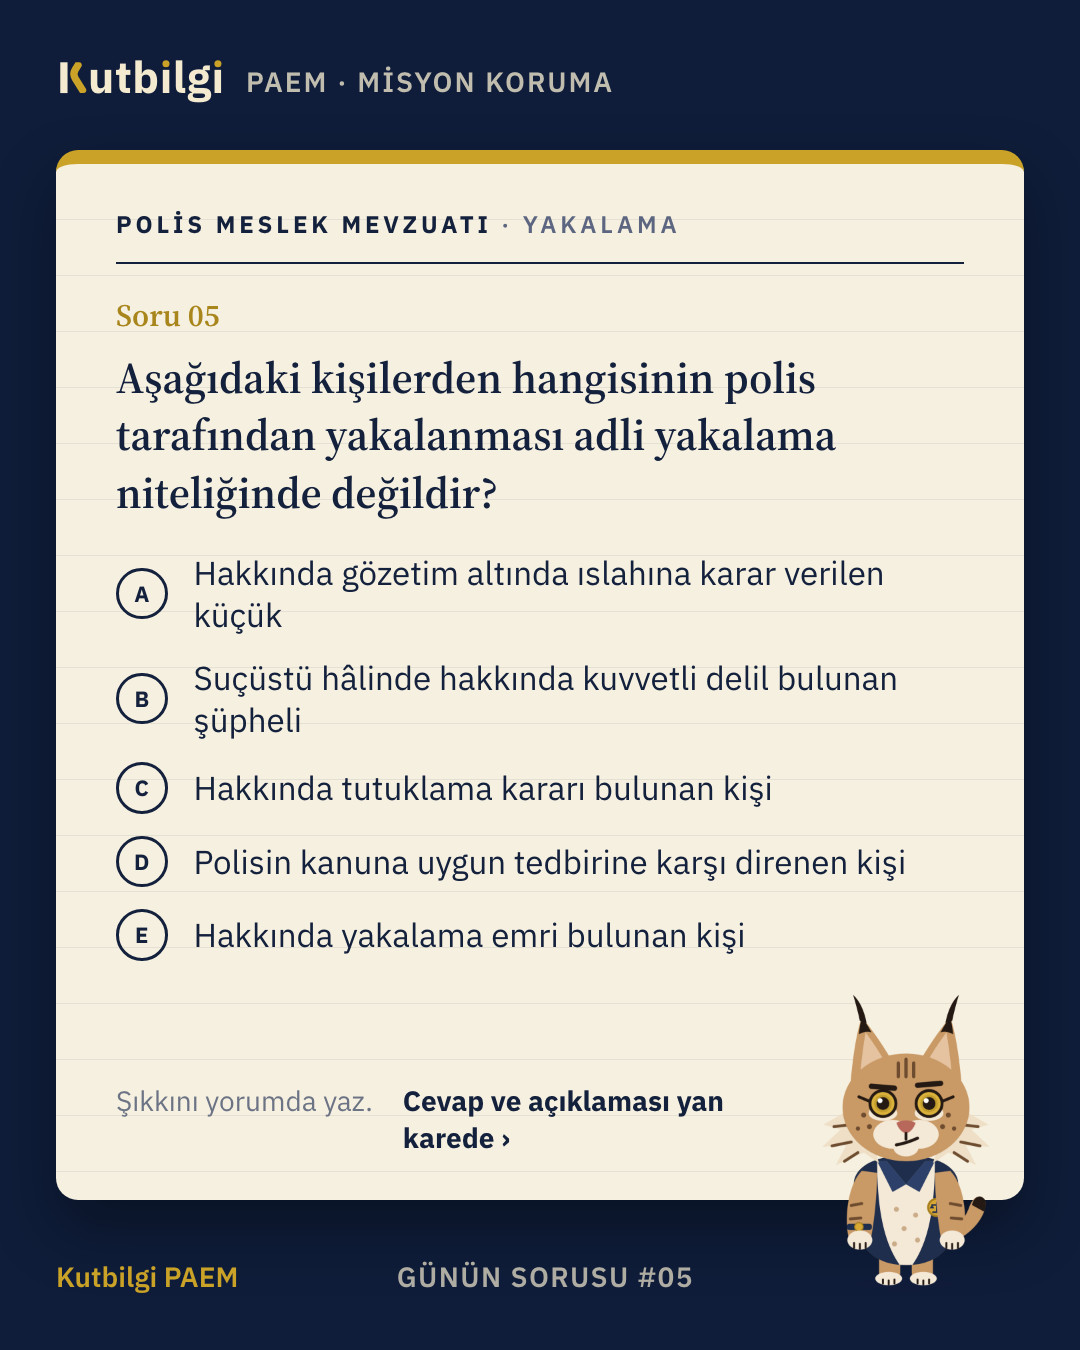 Kutbilgi PAEM · MİSYON KORUMA
POLİS MESLEK MEVZUATI · YAKALAMA
Soru 05
Aşağıdaki kişilerden hangisinin polis
tarafından yakalanması adli yakalama
niteliğinde değildir?
A Hakkında gözetim altında ıslahına karar verilen
küçük
B Suçüstü hâlinde hakkında kuvvetli delil bulunan
şüpheli
C Hakkında tutuklama kararı bulunan kişi
D Polisin kanuna uygun tedbirine karşı direnen kişi
E Hakkında yakalama emri bulunan kişi
Şıkkını yorumda yaz. Cevap ve açıklaması yan
karede ›
Kutbilgi PAEM GÜNÜN SORUSU #05